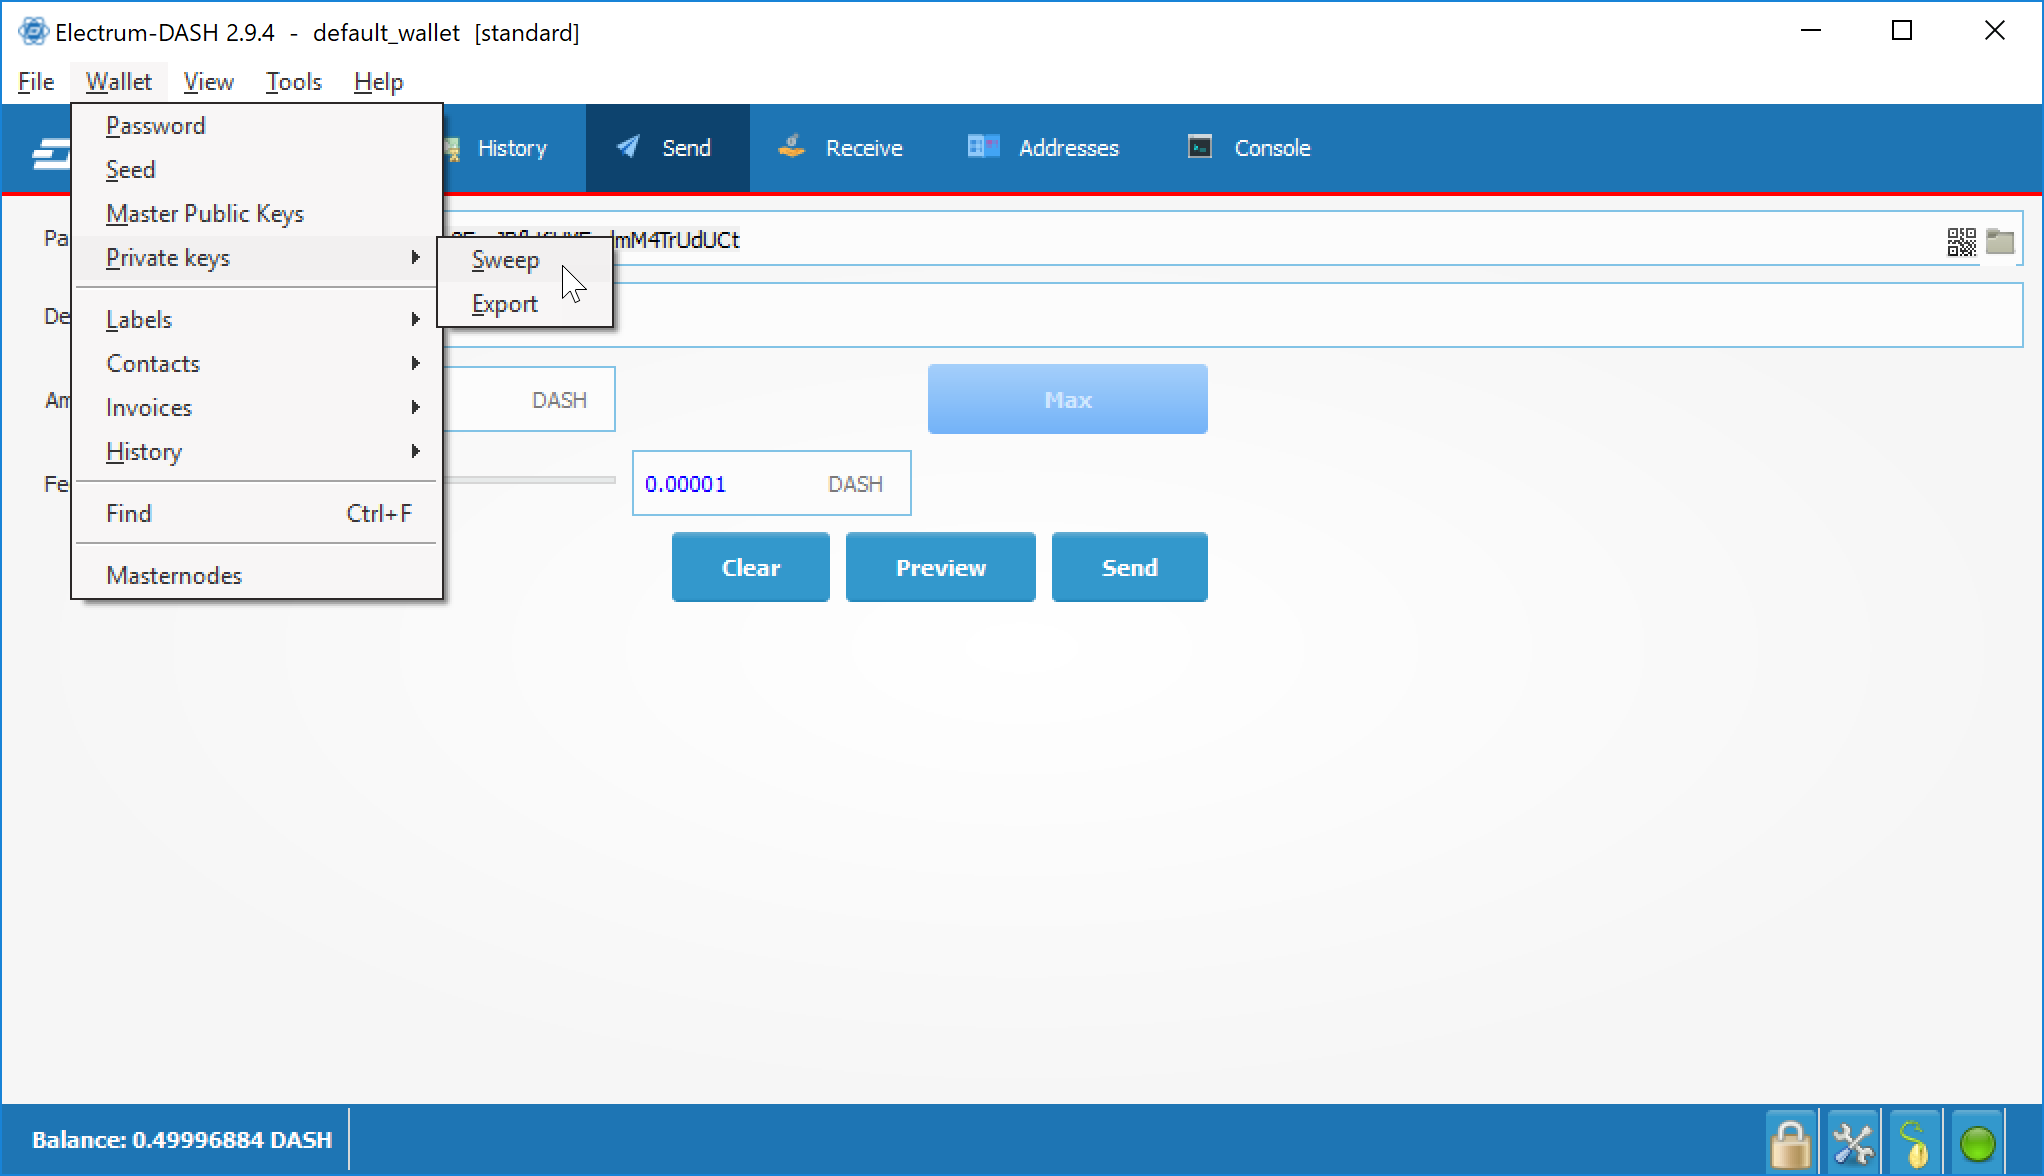 Electrum-DASH 2.9.4 - default_wallet [standard]
File Wallet View Tools Help
Password
Seed
Master Public Keys
Private keys
Labels
Contacts
Invoices
History
Find Ctrl+F
Masternodes
Sweep
Export
History Send Receive Addresses Console
Pa
mM4TrUdUCt
De
Am
DASH
Max
Fe
0.00001 DASH
Clear Preview Send
Balance: 0.49996884 DASH